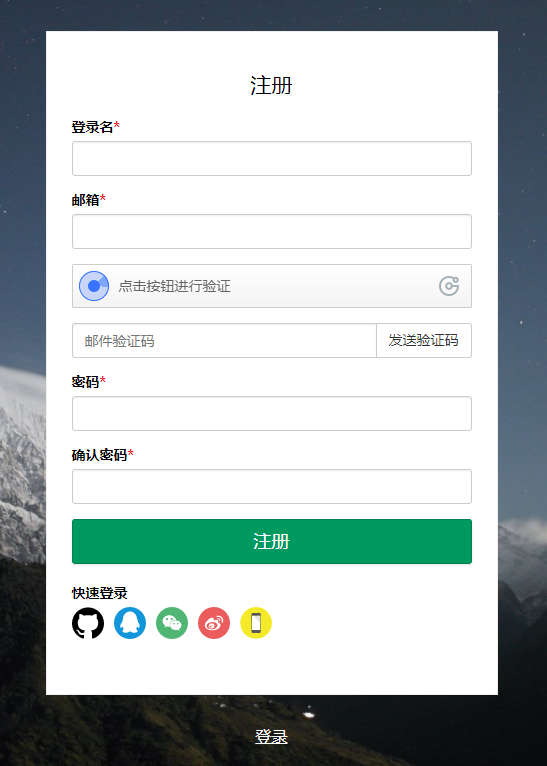 注册
登录名*
邮箱*
点击按钮进行验证
邮件验证码 发送验证码
密码*
确认密码*
注册
快速登录
登录